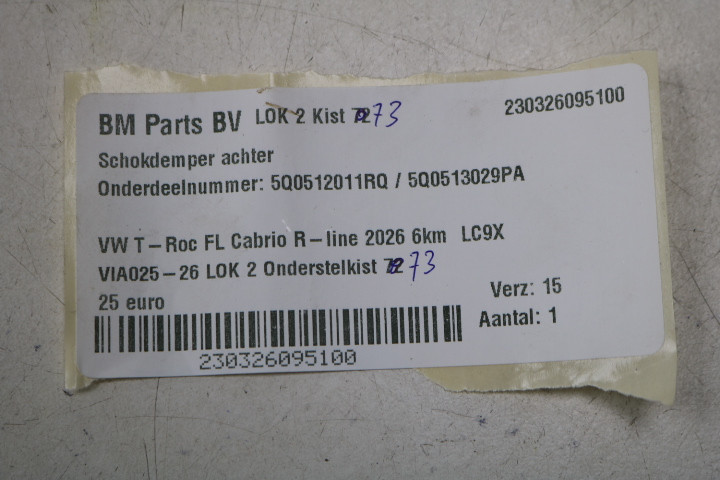 BM Parts BV LOK 2 Kist 73 230326095100
Schokdemper achter
Onderdeelnummer: 5Q0512011RQ / 5Q0513029PA
VW T-Roc FL Cabrio R-line 2026 6km LC9X
VIA025-26 LOK 2 Onderstelkist 73
25 euro Verz: 15
Aantal: 1
230326095100